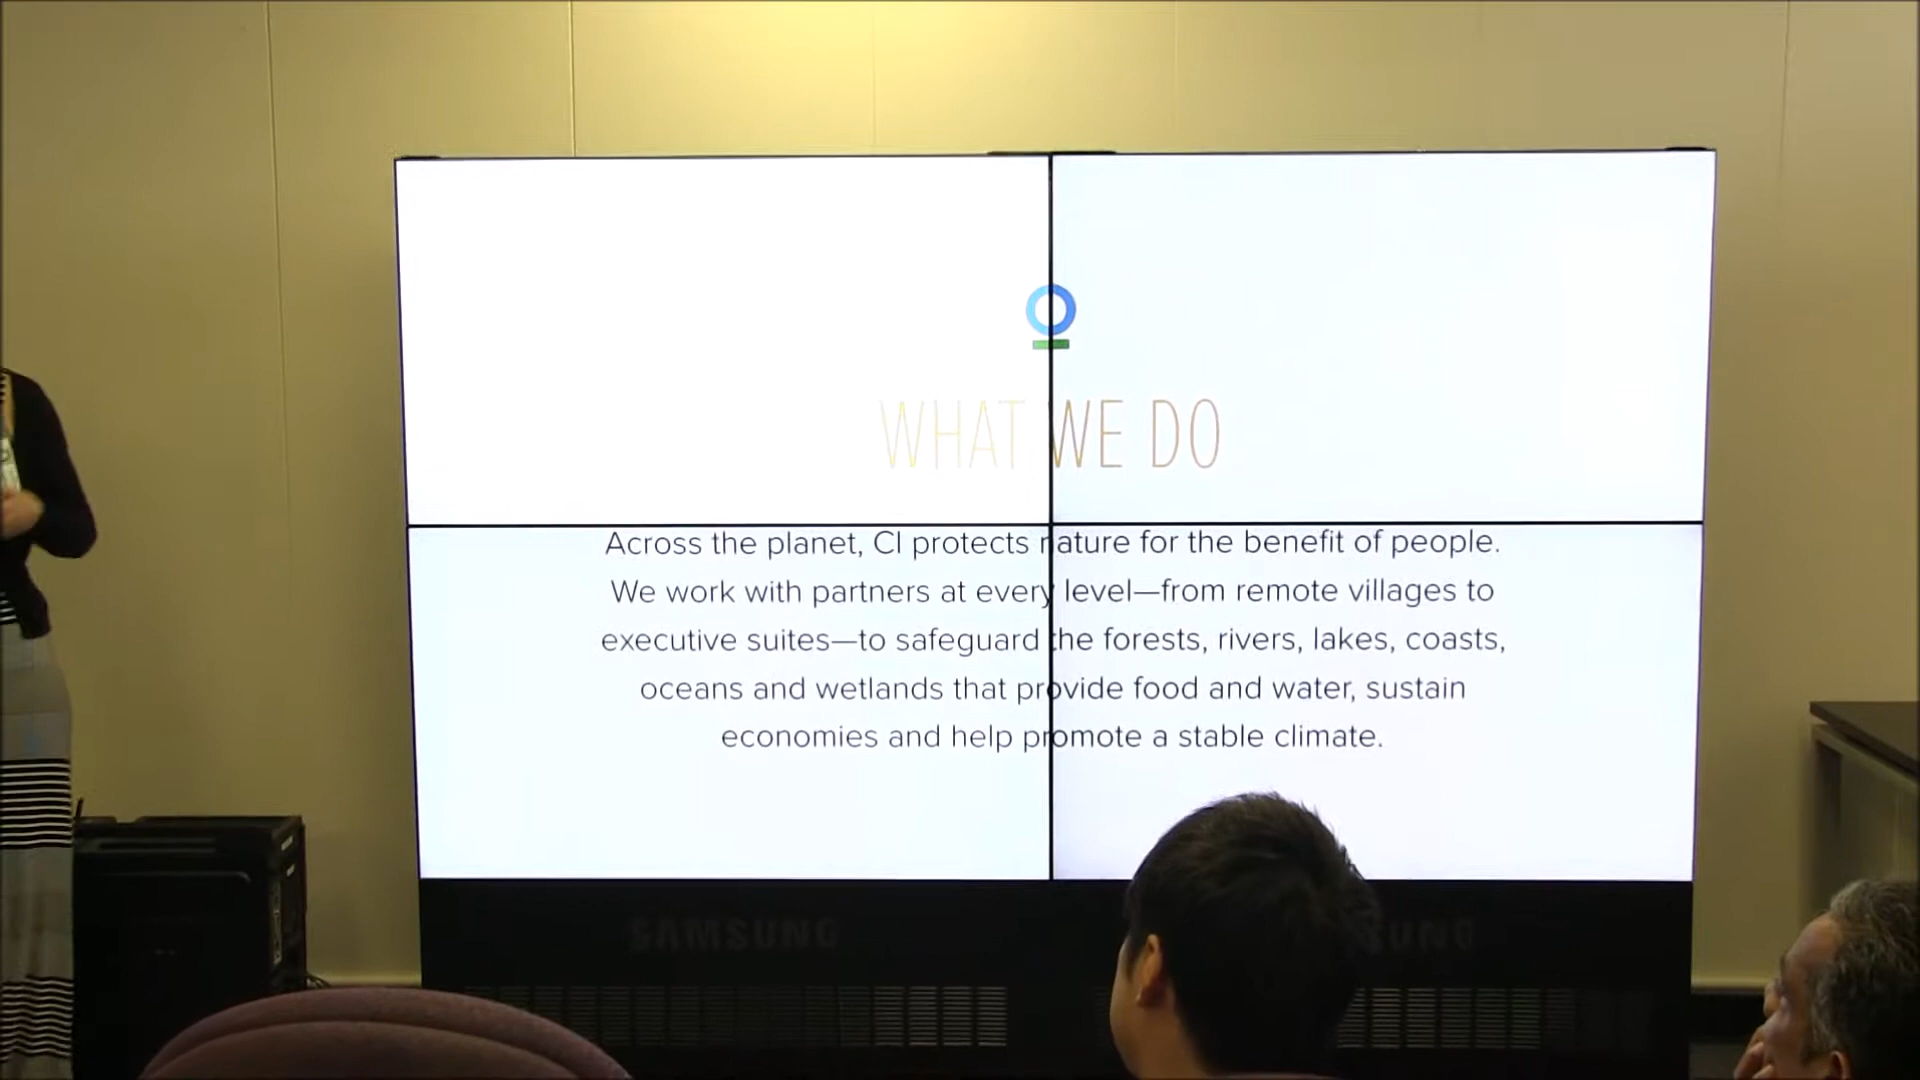 WHAT WE DO
Across the planet, CI protects nature for the benefit of people.
We work with partners at every level—from remote villages to
executive suites—to safeguard the forests, rivers, lakes, coasts,
oceans and wetlands that provide food and water, sustain
economies and help promote a stable climate.
SAMSUNG
SUNG